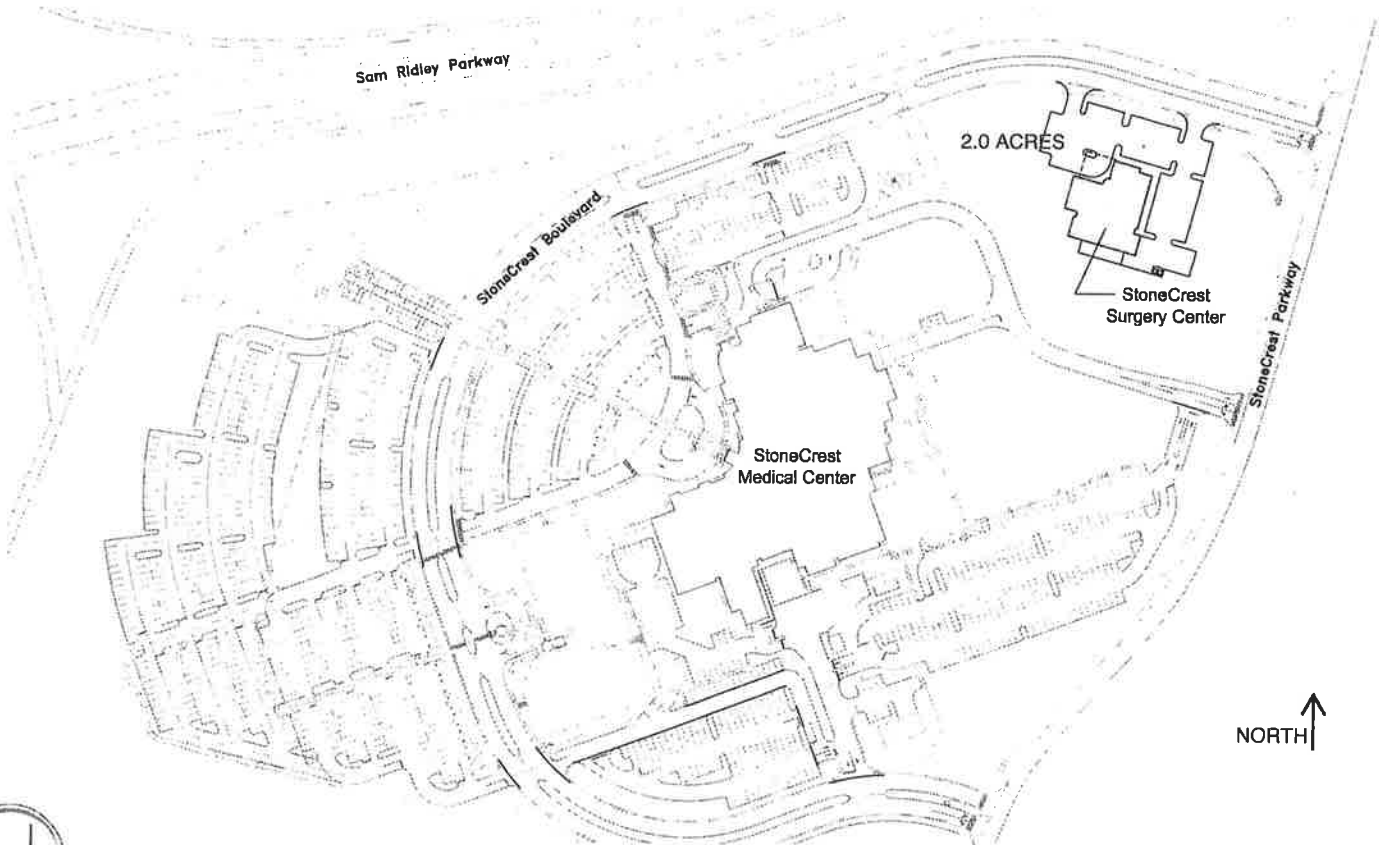 Sam Ridley Parkway
2.0 ACRES
StoneCrest Boulevard
StoneCrest
Surgery Center
StoneCrest Parkway
StoneCrest
Medical Center
NORTH